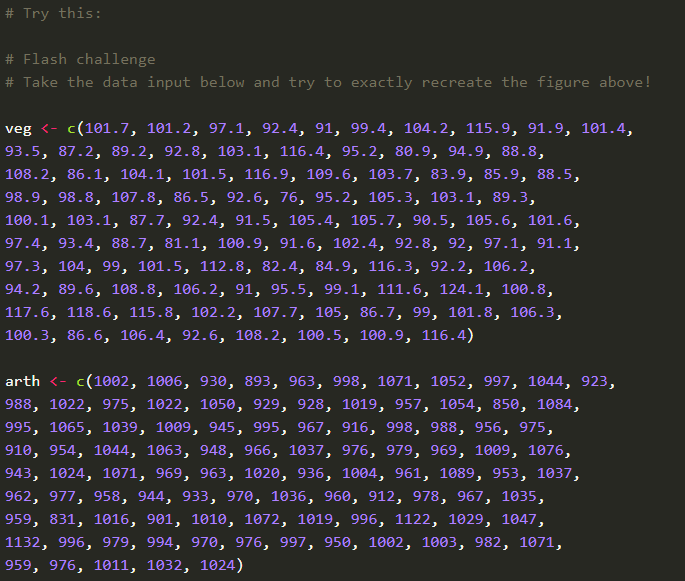 # Try this:
# Flash challenge
# Take the data input below and try to exactly recreate the figure above!
veg <- c(101.7, 101.2, 97.1, 92.4, 91, 99.4, 104.2, 115.9, 91.9, 101.4,
93.5, 87.2, 89.2, 92.8, 103.1, 116.4, 95.2, 80.9, 94.9, 88.8,
108.2, 86.1, 104.1, 101.5, 116.9, 109.6, 103.7, 83.9, 85.9, 88.5,
98.9, 98.8, 107.8, 86.5, 92.6, 76, 95.2, 105.3, 103.1, 89.3,
100.1, 103.1, 87.7, 92.4, 91.5, 105.4, 105.7, 90.5, 105.6, 101.6,
97.4, 93.4, 88.7, 81.1, 100.9, 91.6, 102.4, 92.8, 92, 97.1, 91.1,
97.3, 104, 99, 101.5, 112.8, 82.4, 84.9, 116.3, 92.2, 106.2,
94.2, 89.6, 108.8, 106.2, 91, 95.5, 99.1, 111.6, 124.1, 100.8,
117.6, 118.6, 115.8, 102.2, 107.7, 105, 86.7, 99, 101.8, 106.3,
100.3, 86.6, 106.4, 92.6, 108.2, 100.5, 100.9, 116.4)
arth <- c(1002, 1006, 930, 893, 963, 998, 1071, 1052, 997, 1044, 923,
988, 1022, 975, 1022, 1050, 929, 928, 1019, 957, 1054, 850, 1084,
995, 1065, 1039, 1009, 945, 995, 967, 916, 998, 988, 956, 975,
910, 954, 1044, 1063, 948, 966, 1037, 976, 979, 969, 1009, 1076,
943, 1024, 1071, 969, 963, 1020, 936, 1004, 961, 1089, 953, 1037,
962, 977, 958, 944, 933, 970, 1036, 960, 912, 978, 967, 1035,
959, 831, 1016, 901, 1010, 1072, 1019, 996, 1122, 1029, 1047,
1132, 996, 979, 994, 970, 976, 997, 950, 1002, 1003, 982, 1071,
959, 976, 1011, 1032, 1024)